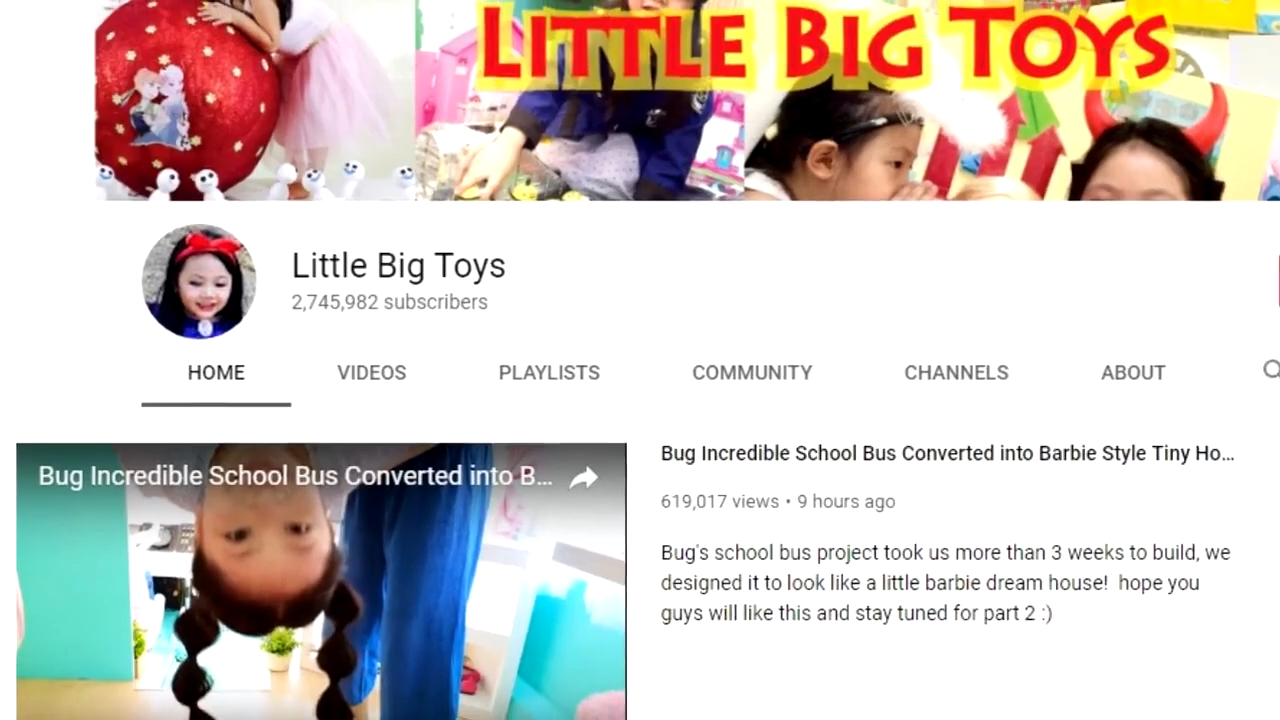 LITTLE BIG TOYS
Little Big Toys
2,745,982 subscribers
HOME VIDEOS PLAYLISTS COMMUNITY CHANNELS ABOUT
Bug Incredible School Bus Converted into B...
Bug Incredible School Bus Converted into Barbie Style Tiny Ho...
619,017 views • 9 hours ago
Bug's school bus project took us more than 3 weeks to build, we
designed it to look like a little barbie dream house! hope you
guys will like this and stay tuned for part 2 :)